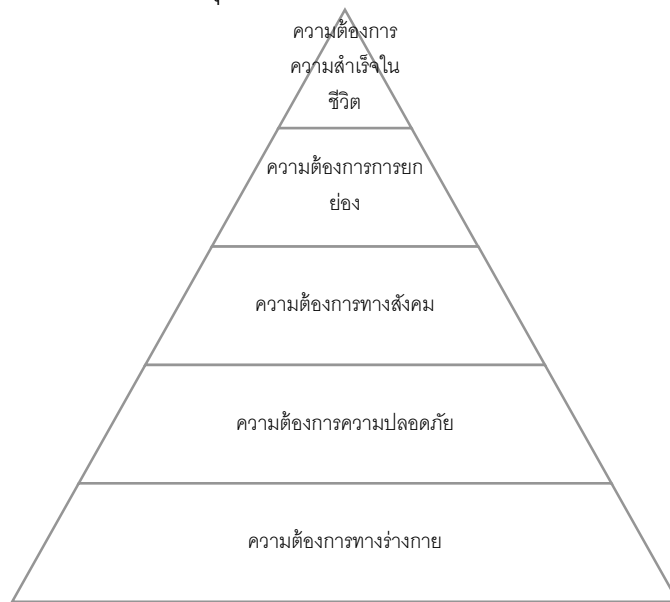 ความต้องการ
ความสำเร็จใน
ชีวิต
ความต้องการการยก
ย่อง
ความต้องการทางสังคม
ความต้องการความปลอดภัย
ความต้องการทางร่างกาย